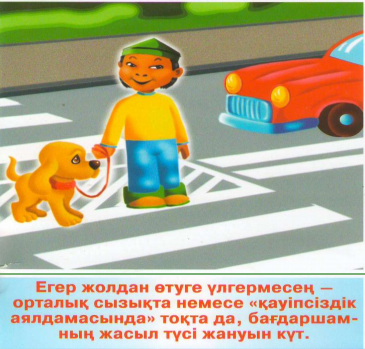 Егер жолдан өтуге үлгермесең —
орталық сызықта немесе «қауіпсіздік
аялдамасында» тоқта да, бағдаршам-
ның жасыл түсі жануын күт.